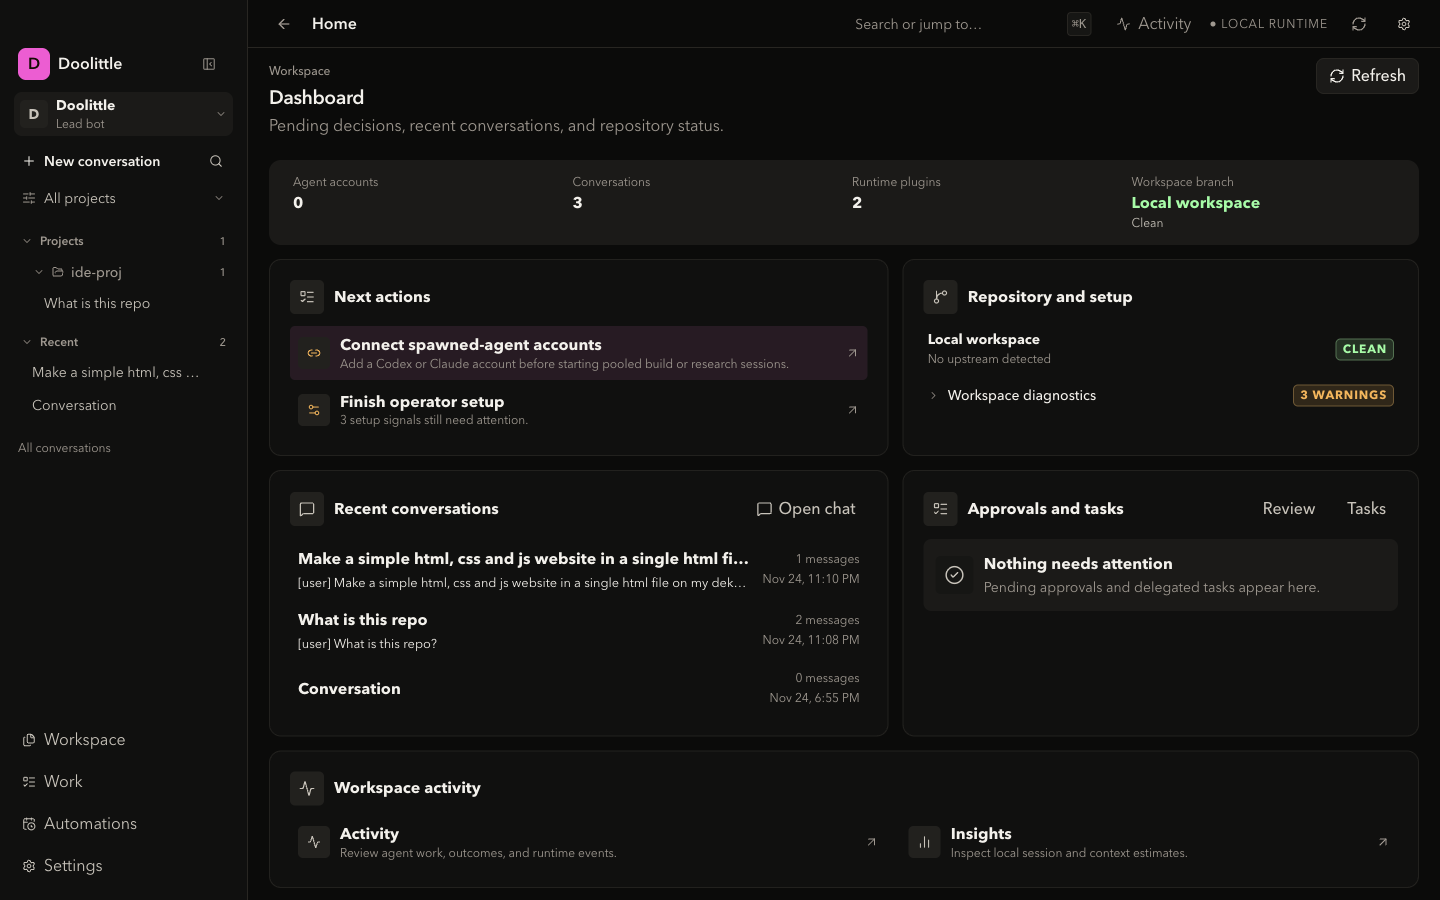 Home
Search or jump to…
⌘K
Activity
LOCAL RUNTIME
D
Doolittle
D
Doolittle
Lead bot
New conversation
All projects
Projects
1
ide-proj
1
What is this repo
Recent
2
Make a simple html, css …
Conversation
All conversations
Workspace
Work
Automations
Settings
Workspace
Dashboard
Pending decisions, recent conversations, and repository status.
Refresh
Agent accounts
0
Conversations
3
Runtime plugins
2
Workspace branch
Local workspace
Clean
Next actions
Connect spawned-agent accounts
Add a Codex or Claude account before starting pooled build or research sessions.
Finish operator setup
3 setup signals still need attention.
Repository and setup
Local workspace
No upstream detected
CLEAN
Workspace diagnostics
3 WARNINGS
Recent conversations
Open chat
Make a simple html, css and js website in a single html fi…
1 messages
[user] Make a simple html, css and js website in a single html file on my dek…
Nov 24, 11:10 PM
What is this repo
2 messages
[user] What is this repo?
Nov 24, 11:08 PM
Conversation
0 messages
Nov 24, 6:55 PM
Approvals and tasks
Review
Tasks
Nothing needs attention
Pending approvals and delegated tasks appear here.
Workspace activity
Activity
Review agent work, outcomes, and runtime events.
Insights
Inspect local session and context estimates.